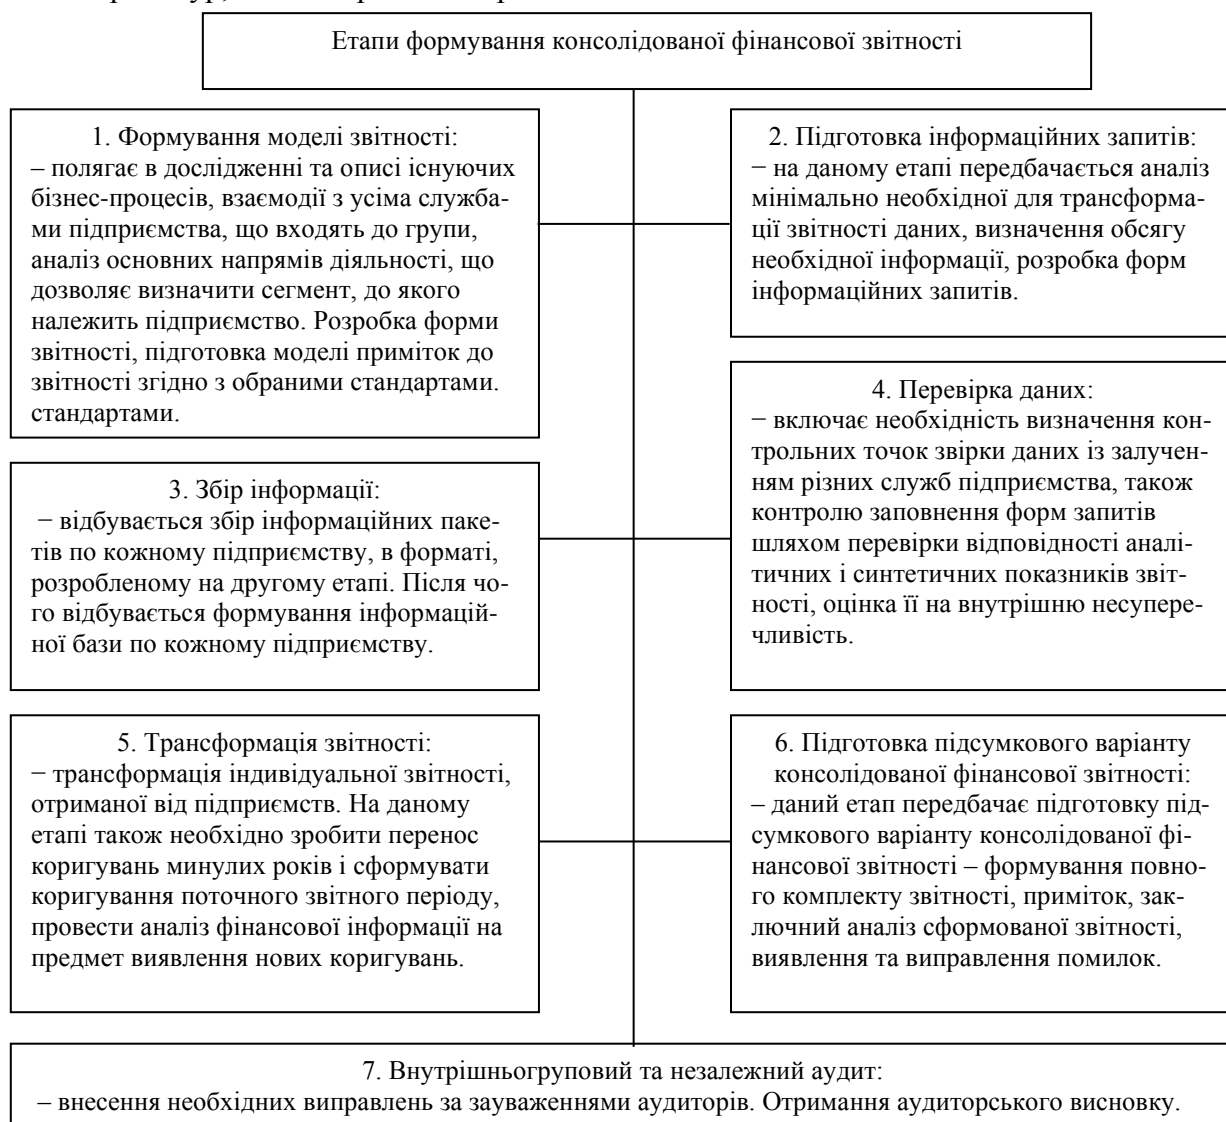 Етапи формування консолідованої фінансової звітності
1. Формування моделі звітності:
– полягає в дослідженні та описі існуючих
бізнес-процесів, взаємодії з усіма служба-
ми підприємства, що входять до групи,
аналіз основних напрямів діяльності, що
дозволяє визначити сегмент, до якого
належить підприємство. Розробка форми
звітності, підготовка моделі приміток до
звітності згідно з обраними стандартами.
стандартами.
2. Підготовка інформаційних запитів:
− на даному етапі передбачається аналіз
мінімально необхідної для трансформа-
ції звітності даних, визначення обсягу
необхідної інформації, розробка форм
інформаційних запитів.
3. Збір інформації:
− відбувається збір інформаційних паке-
тів по кожному підприємству, в форматі,
розробленому на другому етапі. Після чо-
го відбувається формування інформацій-
ної бази по кожному підприємству.
4. Перевірка даних:
− включає необхідність визначення кон-
трольних точок звірки даних із залучен-
ням різних служб підприємства, також
контролю заповнення форм запитів
шляхом перевірки відповідності аналі-
тичних і синтетичних показників звіт-
ності, оцінка її на внутрішню несупере-
чливість.
5. Трансформація звітності:
− трансформація індивідуальної звітності,
отриманої від підприємств. На даному
етапі також необхідно зробити перенос
коригувань минулих років і сформувати
коригування поточного звітного періоду,
провести аналіз фінансової інформації на
предмет виявлення нових коригувань.
6. Підготовка підсумкового варіанту
консолідованої фінансової звітності:
– даний етап передбачає підготовку під-
сумкового варіанту консолідованої фі-
нансової звітності – формування повно-
го комплекту звітності, приміток, зак-
лючний аналіз сформованої звітності,
виявлення та виправлення помилок.
7. Внутрішньогруповий та незалежний аудит:
– внесення необхідних виправлень за зауваженнями аудиторів. Отримання аудиторського висновку.